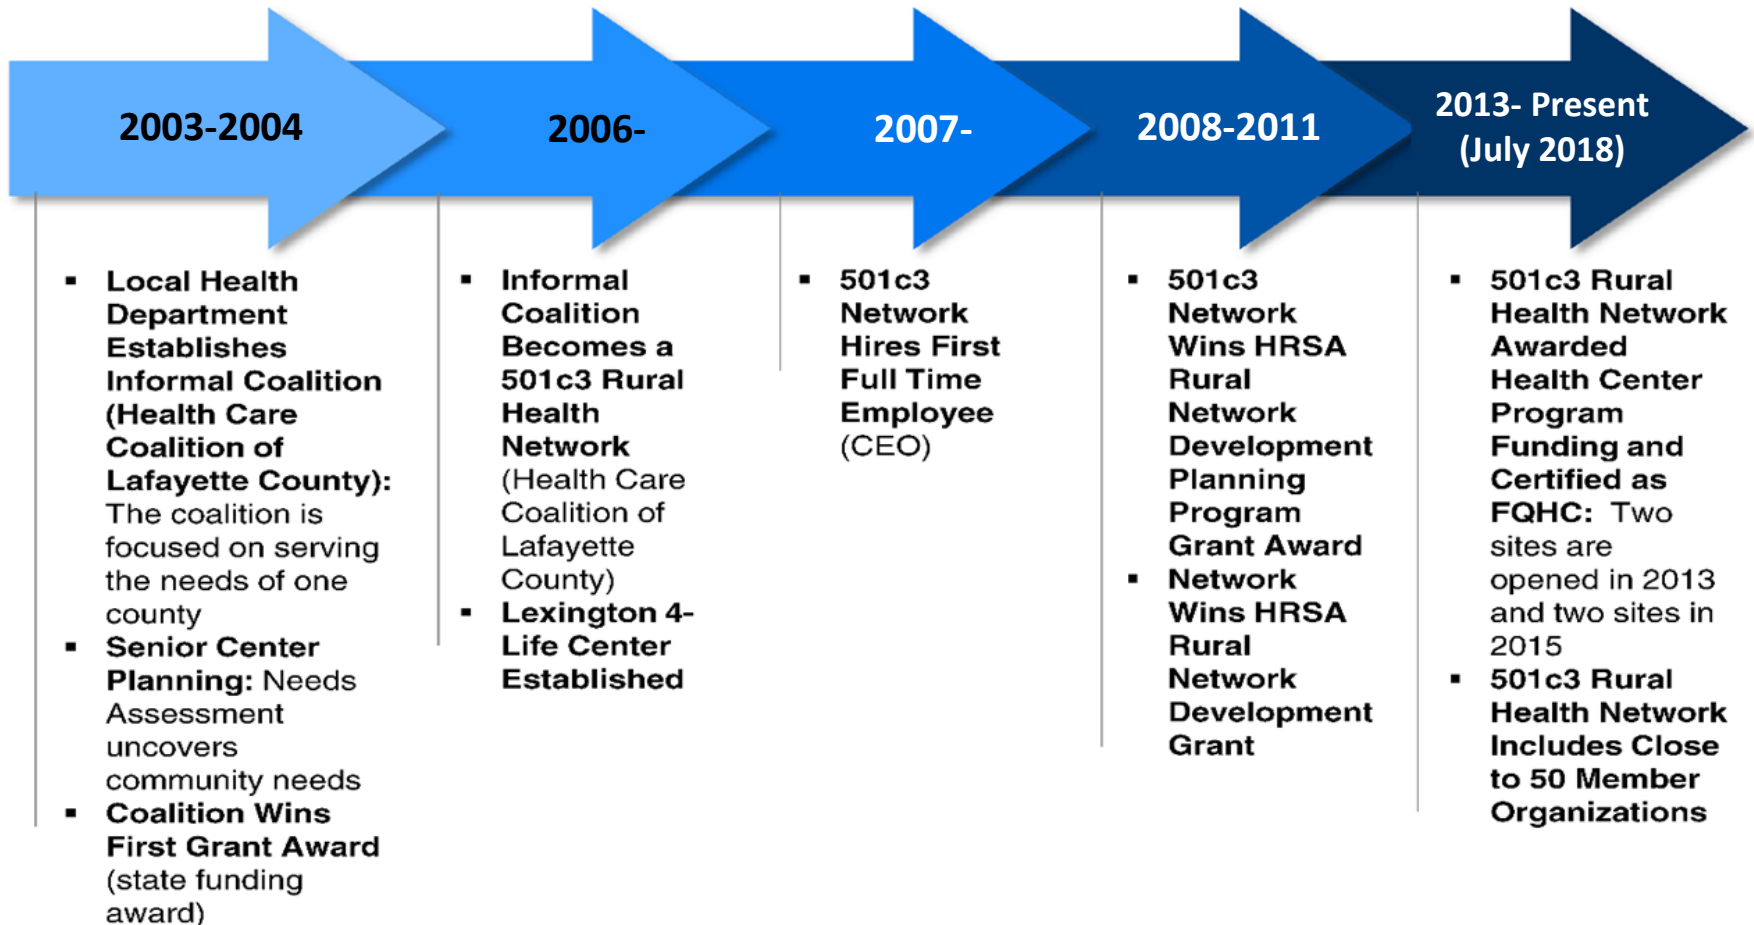 2003-2004
2006-
2007-
2008-2011
2013- Present
(July 2018)
▪ Local Health
Department
Establishes
Informal Coalition
(Health Care
Coalition of
Lafayette County):
The coalition is
focused on serving
the needs of one
county
▪ Senior Center
Planning: Needs
Assessment
uncovers
community needs
▪ Coalition Wins
First Grant Award
(state funding
award)
▪ Informal
Coalition
Becomes a
501c3 Rural
Health
Network
(Health Care
Coalition of
Lafayette
County)
▪ Lexington 4-
Life Center
Established
▪ 501c3
Network
Hires First
Full Time
Employee
(CEO)
▪ 501c3
Network
Wins HRSA
Rural
Network
Development
Planning
Program
Grant Award
▪ Network
Wins HRSA
Rural
Network
Development
Grant
▪ 501c3 Rural
Health Network
Awarded
Health Center
Program
Funding and
Certified as
FQHC: Two
sites are
opened in 2013
and two sites in
2015
▪ 501c3 Rural
Health Network
Includes Close
to 50 Member
Organizations